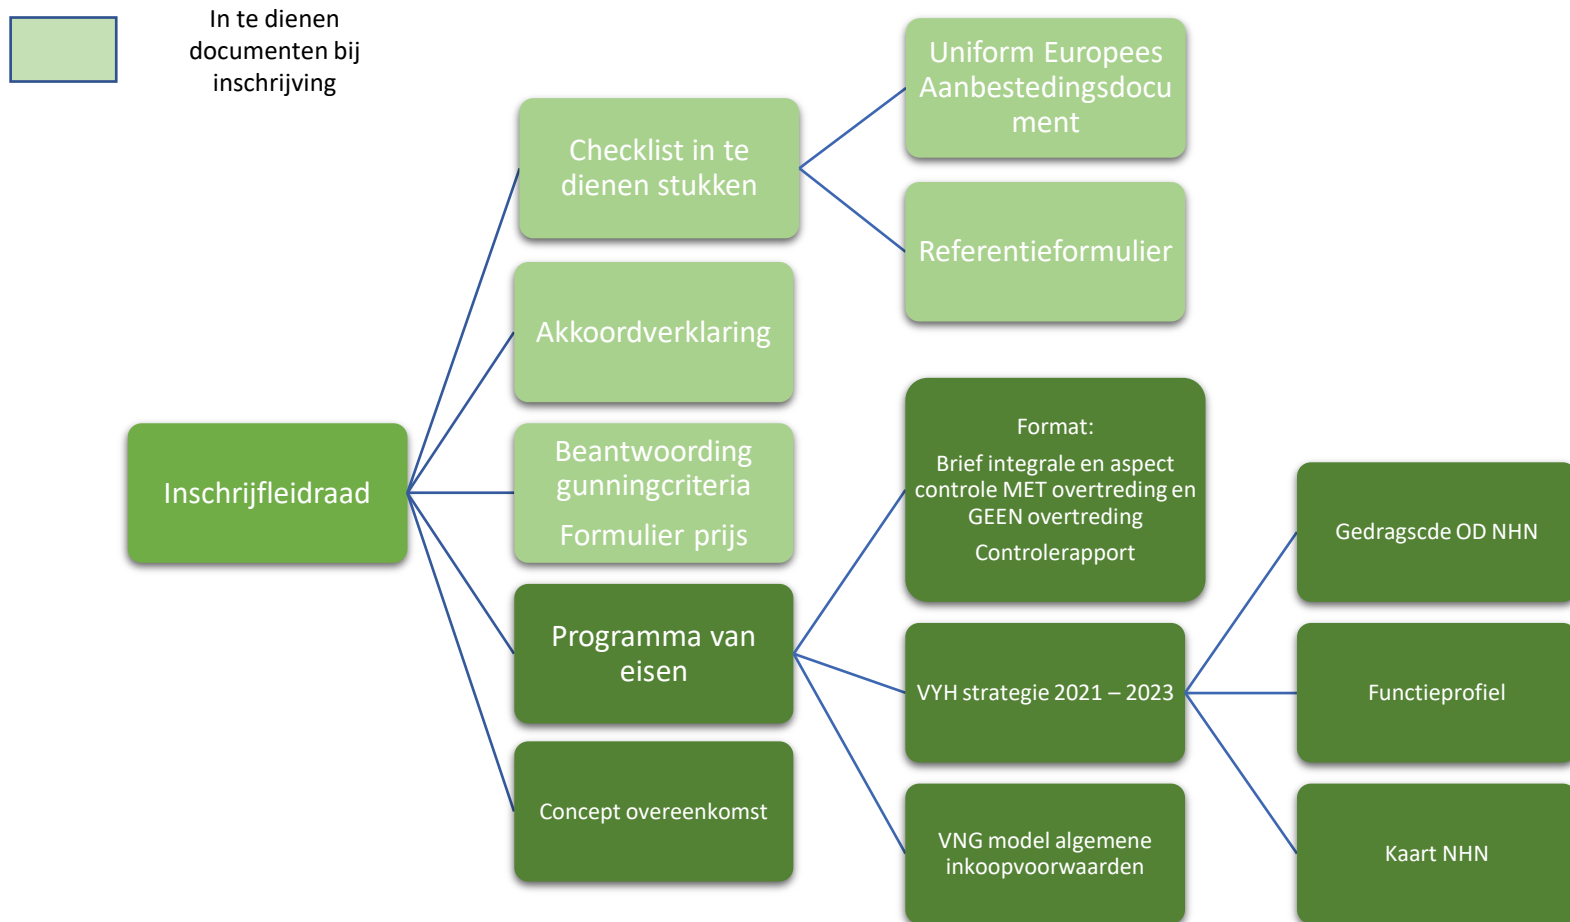 In te dienen
documenten bij
inschrijving
Uniform Europees
Aanbestedingsdocu
ment
Checklist in te
dienen stukken
Referentieformulier
Akkoordverklaring
Inschrijfleidraad
Beantwoording
gunningcriteria
Formulier prijs
Format:
Brief integrale en aspect
controle MET overtreding en
GEEN overtreding
Controlerapport
Gedragscde OD NHN
Programma van
eisen
VYH strategie 2021 – 2023
Functieprofiel
Concept overeenkomst
VNG model algemene
inkoopvoorwaarden
Kaart NHN